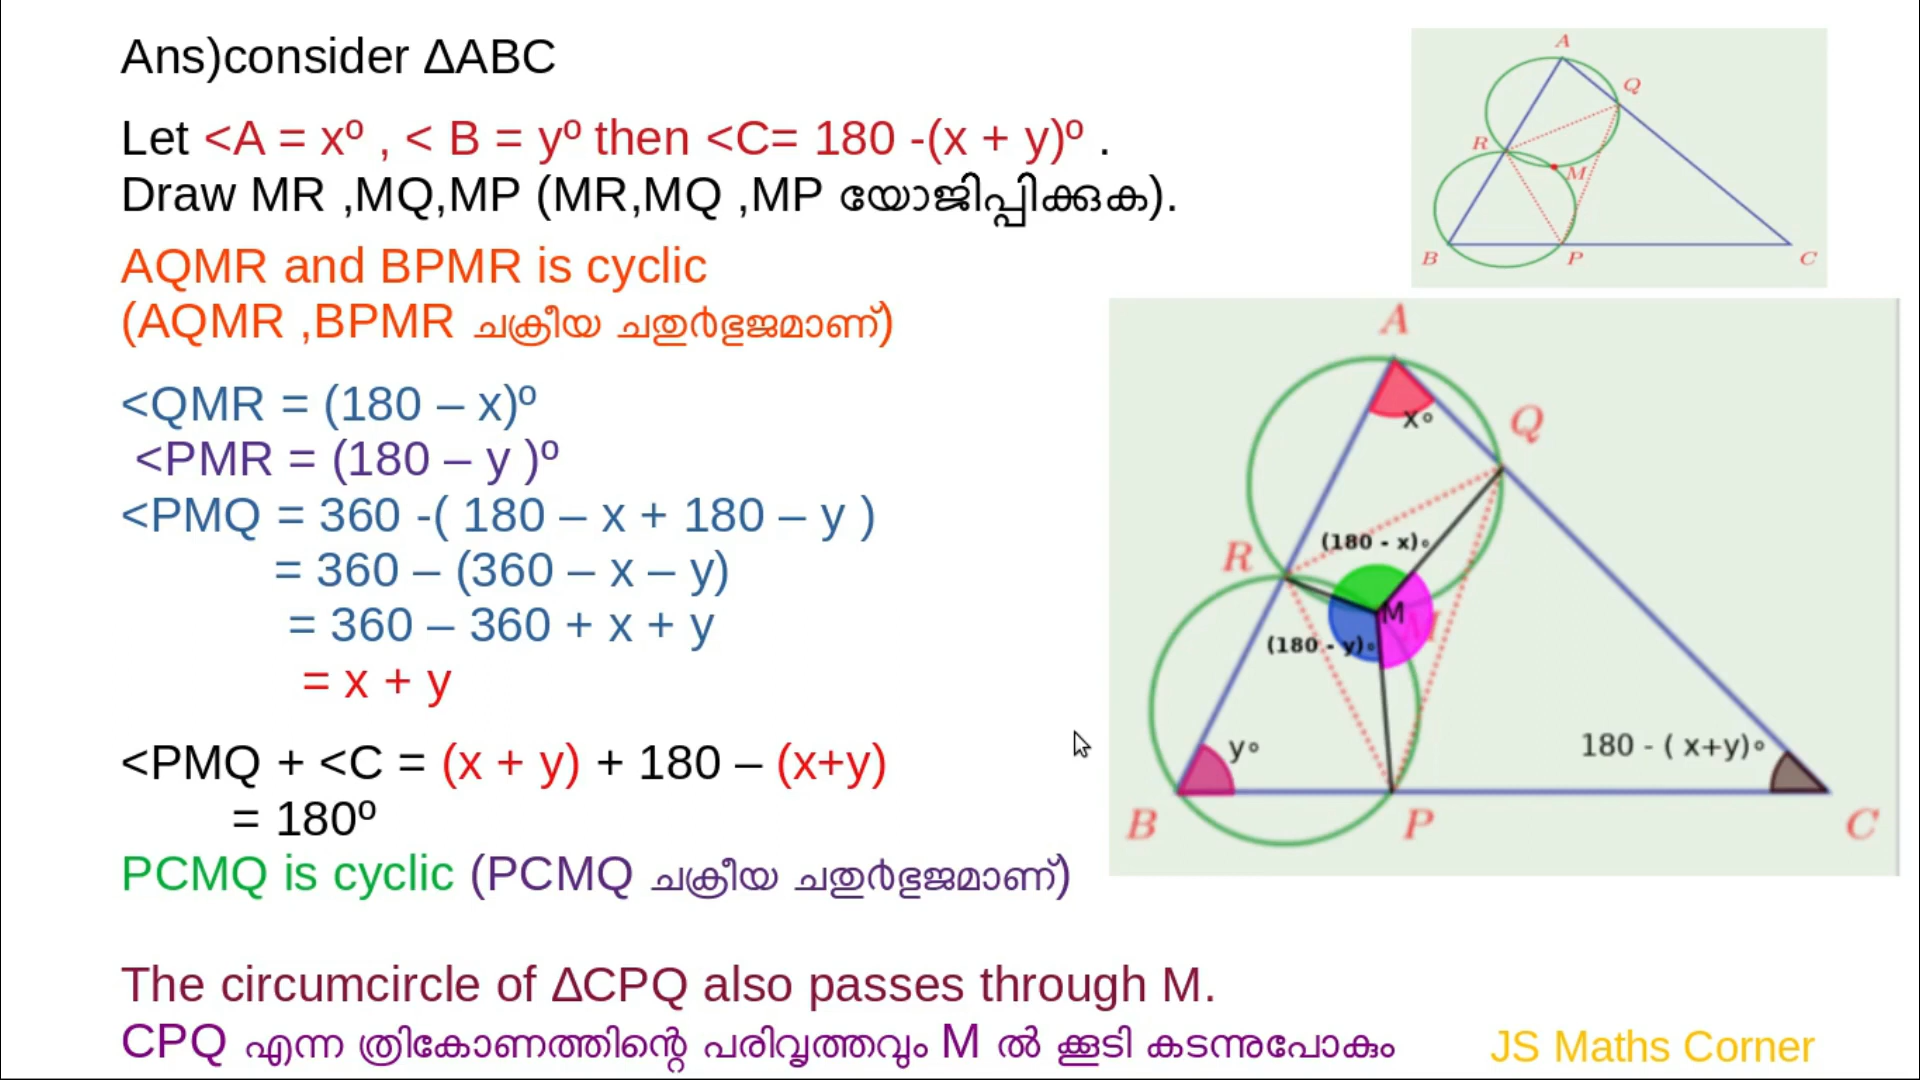 Ans)consider ΔABC
Let <A = xº , < B = yº then <C= 180 -(x + y)º .
Draw MR ,MQ,MP (MR,MQ ,MP യോജിപ്പിക്കുക).
AQMR and BPMR is cyclic
(AQMR ,BPMR ചക്രീയ ചതുർഭുജമാണ്)
<QMR = (180 – x)º
<PMR = (180 – y )º
<PMQ = 360 -( 180 – x + 180 – y )
= 360 – (360 – x – y)
= 360 – 360 + x + y
= x + y
<PMQ + <C = (x + y) + 180 – (x+y)
= 180º
PCMQ is cyclic (PCMQ ചക്രീയ ചതുർഭുജമാണ്)
The circumcircle of ΔCPQ also passes through M.
CPQ എന്ന ത്രികോണത്തിന്റെ പരിവൃത്തവും M ൽ ക്കൂടി കടന്നുപോകും
JS Maths Corner
A
Q
R
M
B
P
C
A
x°
Q
(180 - x)°
R
M
(180 - y)°
y°
180 - ( x+y)°
B
P
C